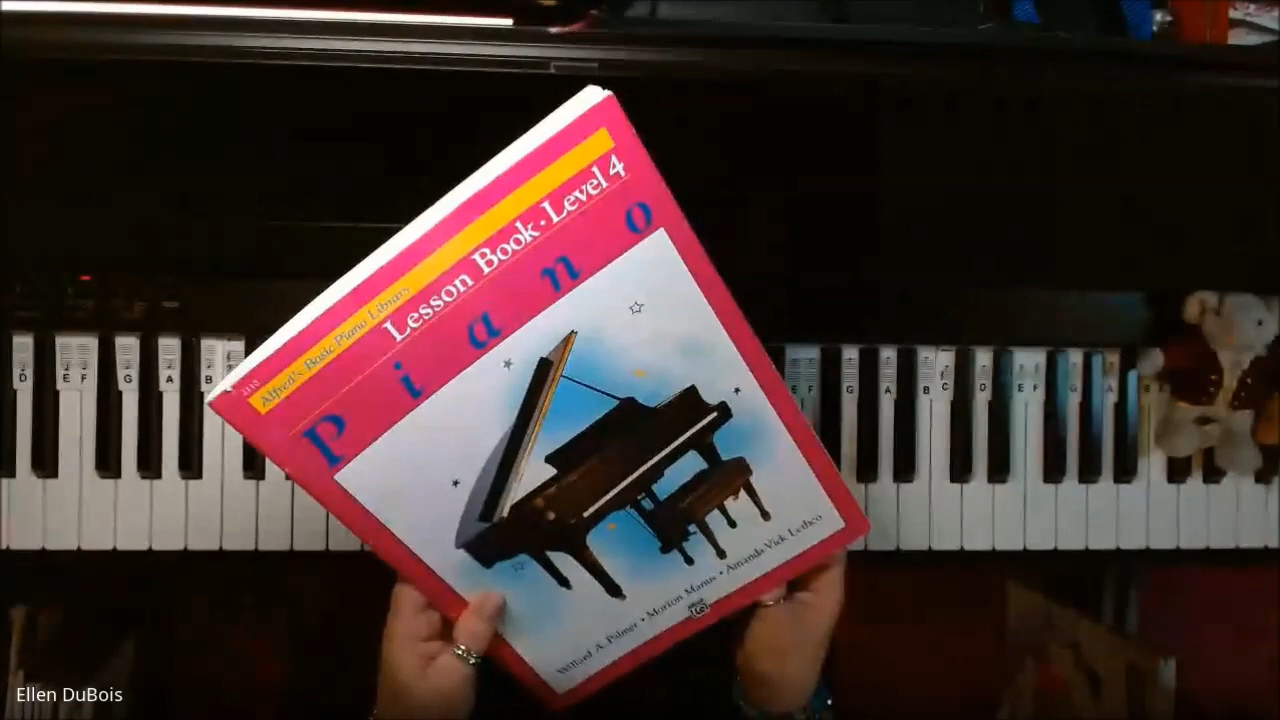 Alfred's Basic Piano Library
Lesson Book • Level 4
Piano
Willard A. Palmer • Morton Manus • Amanda Vick Lethco
D E F G A B
E F G A B C D E F G A B
Ellen DuBois